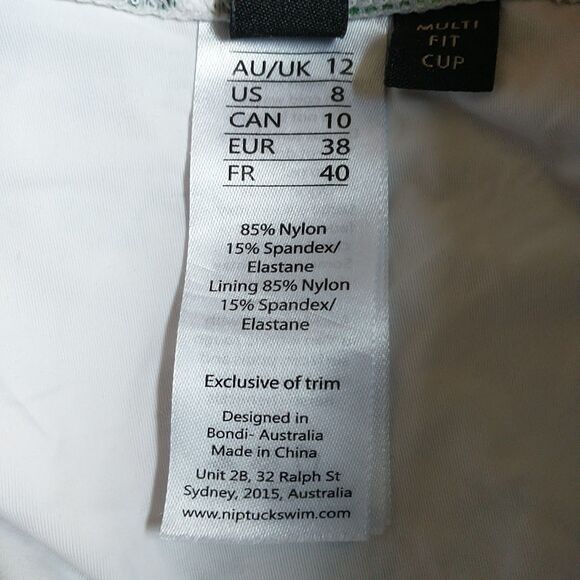 MULTI
FIT
CUP
AU/UK 12
US 8
CAN 10
EUR 38
FR 40
85% Nylon
15% Spandex/
Elastane
Lining 85% Nylon
15% Spandex/
Elastane
Exclusive of trim
Designed in
Bondi- Australia
Made in China
Unit 2B, 32 Ralph St
Sydney, 2015, Australia
www.niptuckswim.com